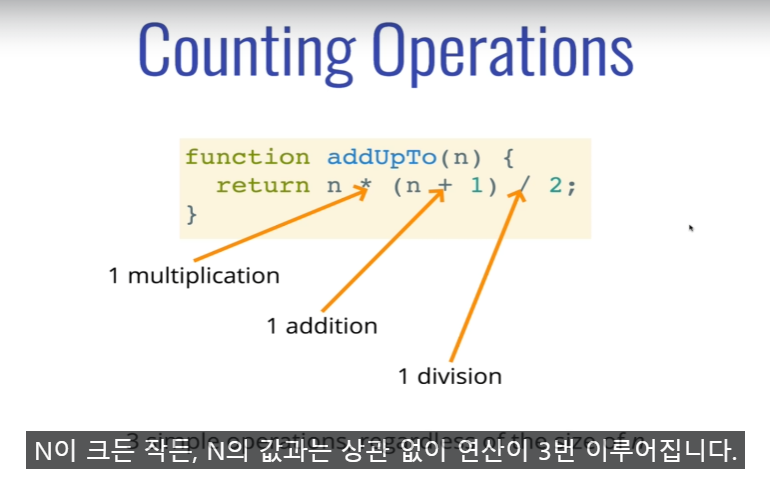 Counting Operations
function addUpTo(n) {
return n * (n + 1) / 2;
}
1 multiplication
1 addition
1 division
3 simple operations, regardless of the size of n
N이 크든 작든, N의 값과는 상관 없이 연산이 3번 이루어집니다.